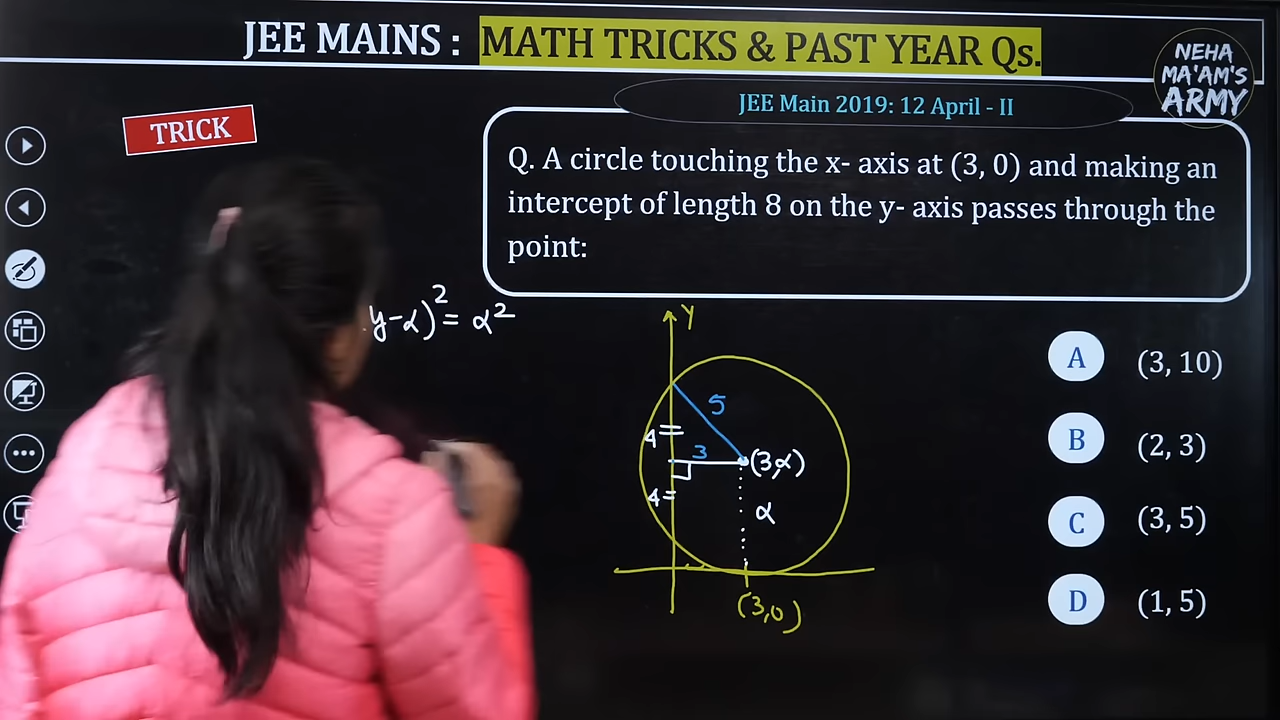 JEE MAINS : MATH TRICKS & PAST YEAR Qs.
NEHA
MA'AM'S
ARMY
JEE Main 2019: 12 April - II
TRICK
Q. A circle touching the x- axis at (3, 0) and making an
intercept of length 8 on the y- axis passes through the
point:
y-α)² = α²
Y
5
4
3
(3,α)
4
α
(3,0)
A (3, 10)
B (2, 3)
C (3, 5)
D (1, 5)